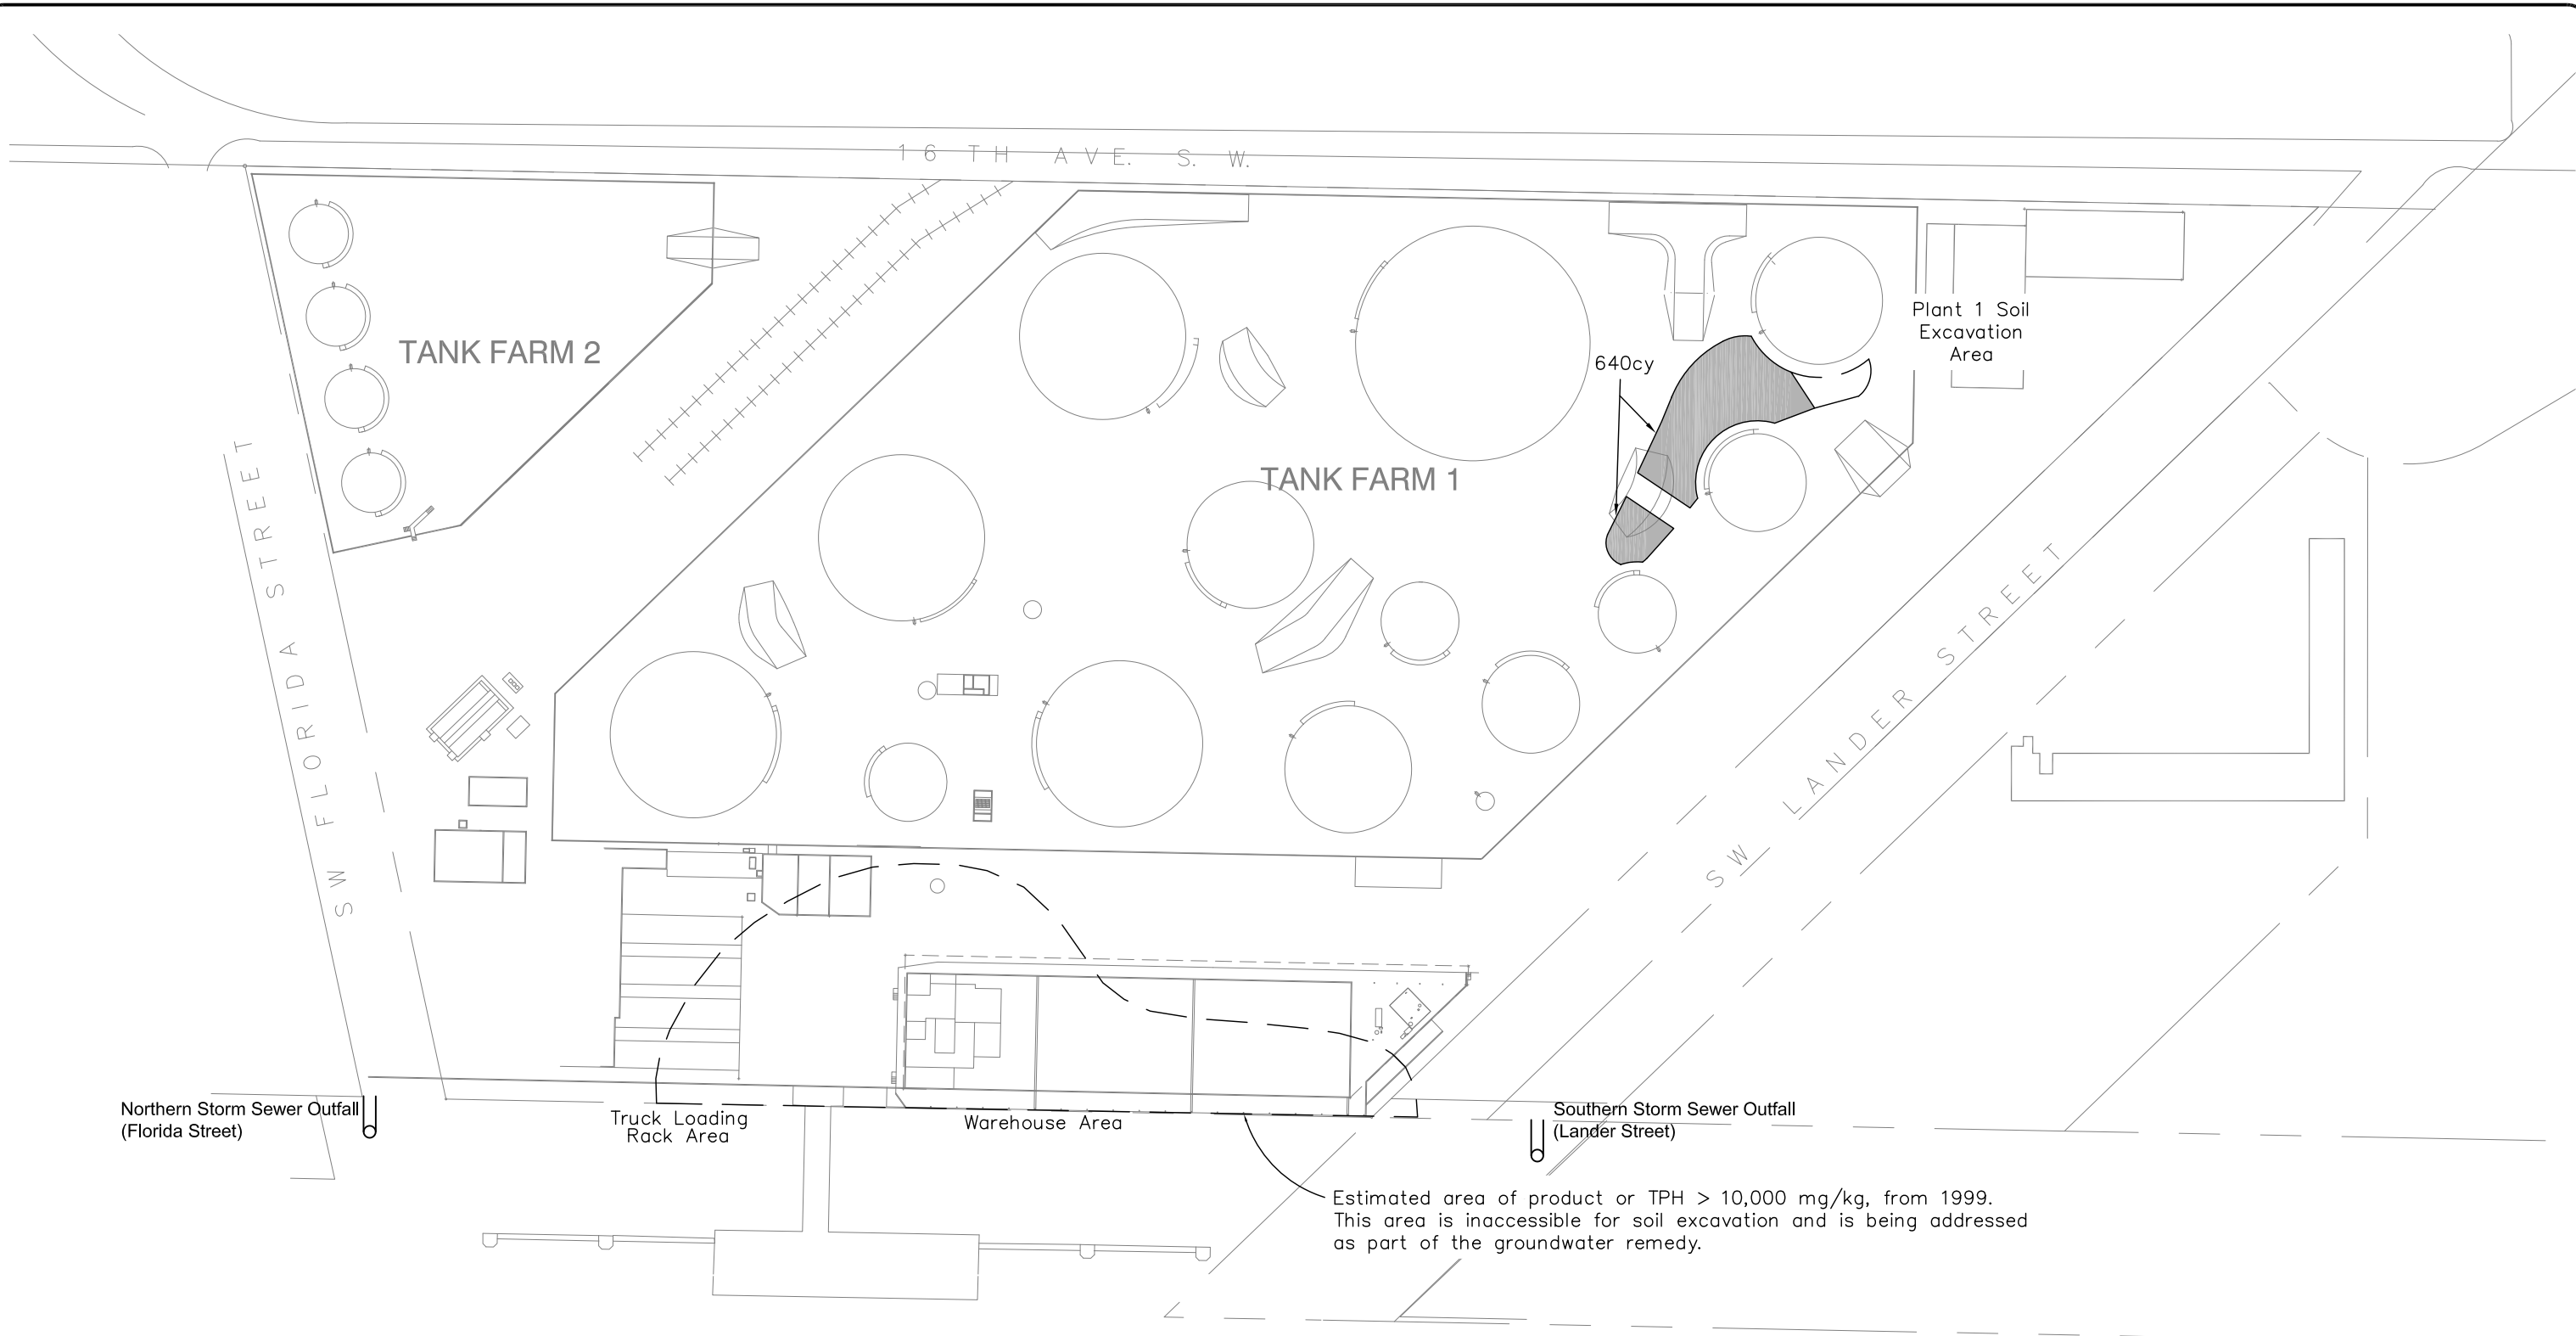 16 TH AVE. S. W.
Plant 1 Soil
Excavation
Area
TANK FARM 2
640cy
TANK FARM 1
SW FLORIDA STREET
SW LANDER STREET
Northern Storm Sewer Outfall
(Florida Street)
Truck Loading
Rack Area
Warehouse Area
Southern Storm Sewer Outfall
(Lander Street)
Estimated area of product or TPH > 10,000 mg/kg, from 1999.
This area is inaccessible for soil excavation and is being addressed
as part of the groundwater remedy.